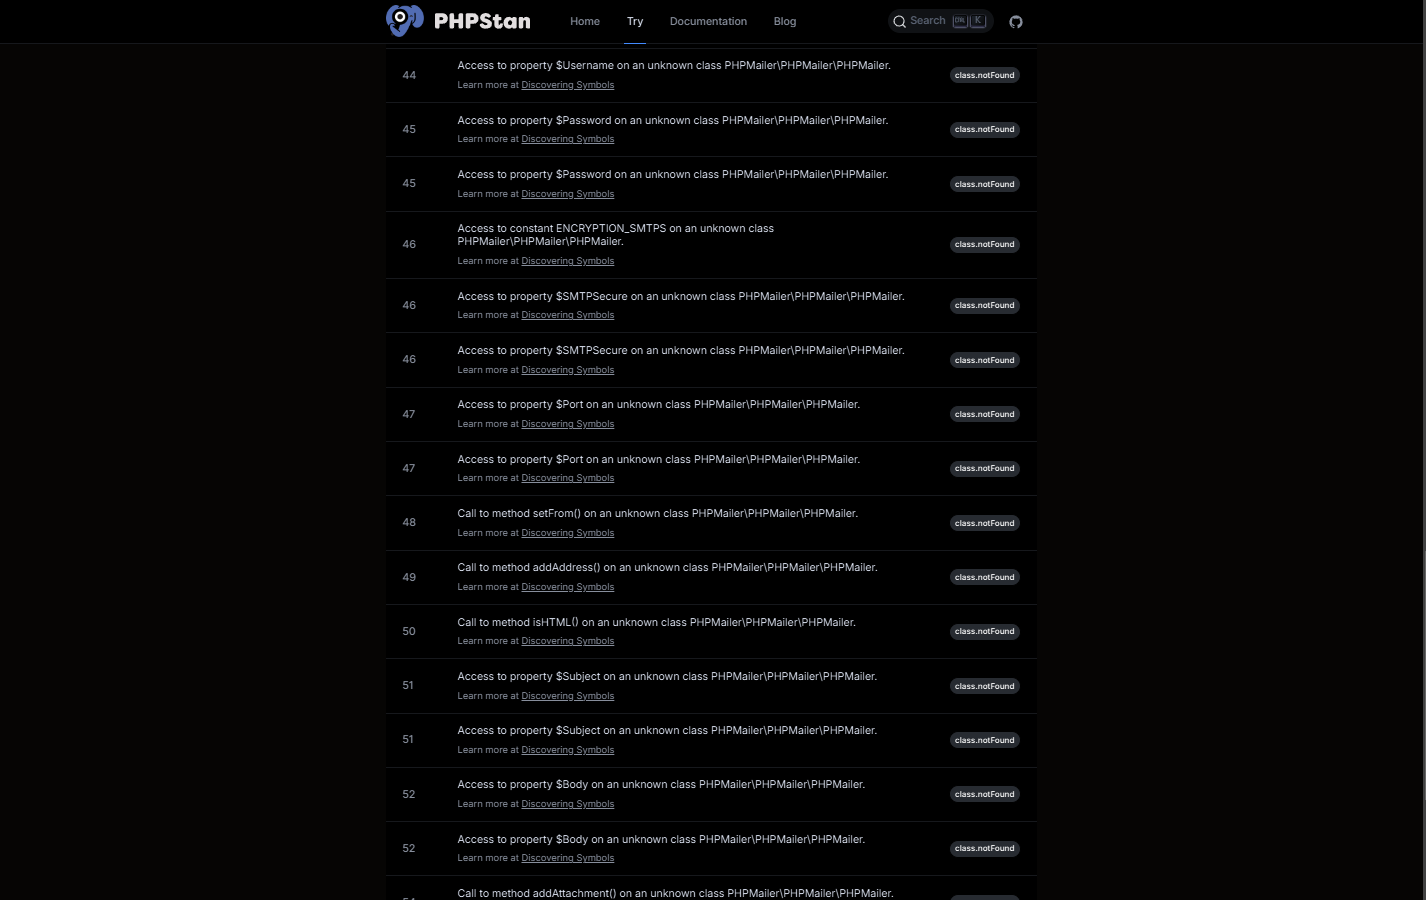 PHPStan
Home
Try
Documentation
Blog
Search
K
44
Access to property $Username on an unknown class PHPMailer\PHPMailer\PHPMailer.
Learn more at Discovering Symbols
class.notFound
45
Access to property $Password on an unknown class PHPMailer\PHPMailer\PHPMailer.
Learn more at Discovering Symbols
class.notFound
45
Access to property $Password on an unknown class PHPMailer\PHPMailer\PHPMailer.
Learn more at Discovering Symbols
class.notFound
46
Access to constant ENCRYPTION_SMTPS on an unknown class
PHPMailer\PHPMailer\PHPMailer.
Learn more at Discovering Symbols
class.notFound
46
Access to property $SMTPSecure on an unknown class PHPMailer\PHPMailer\PHPMailer.
Learn more at Discovering Symbols
class.notFound
46
Access to property $SMTPSecure on an unknown class PHPMailer\PHPMailer\PHPMailer.
Learn more at Discovering Symbols
class.notFound
47
Access to property $Port on an unknown class PHPMailer\PHPMailer\PHPMailer.
Learn more at Discovering Symbols
class.notFound
47
Access to property $Port on an unknown class PHPMailer\PHPMailer\PHPMailer.
Learn more at Discovering Symbols
class.notFound
48
Call to method setFrom() on an unknown class PHPMailer\PHPMailer\PHPMailer.
Learn more at Discovering Symbols
class.notFound
49
Call to method addAddress() on an unknown class PHPMailer\PHPMailer\PHPMailer.
Learn more at Discovering Symbols
class.notFound
50
Call to method isHTML() on an unknown class PHPMailer\PHPMailer\PHPMailer.
Learn more at Discovering Symbols
class.notFound
51
Access to property $Subject on an unknown class PHPMailer\PHPMailer\PHPMailer.
Learn more at Discovering Symbols
class.notFound
51
Access to property $Subject on an unknown class PHPMailer\PHPMailer\PHPMailer.
Learn more at Discovering Symbols
class.notFound
52
Access to property $Body on an unknown class PHPMailer\PHPMailer\PHPMailer.
Learn more at Discovering Symbols
class.notFound
52
Access to property $Body on an unknown class PHPMailer\PHPMailer\PHPMailer.
Learn more at Discovering Symbols
class.notFound
Call to method addAttachment() on an unknown class PHPMailer\PHPMailer\PHPMailer.